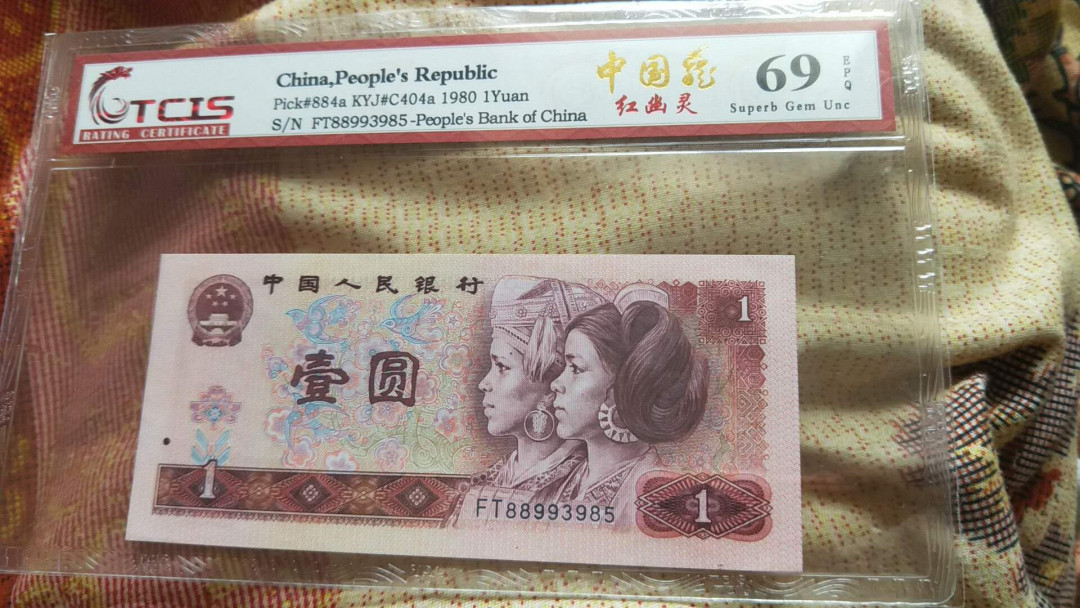 TCIS
RATING CERTIFICATE
China,People's Republic
Pick#884a KYJ#C404a 1980 1Yuan
S/N FT88993985-People's Bank of China
中国龙
红幽灵
69
EPQ
Superb Gem Unc
中国人民银行
1
壹圆
1
FT88993985
1